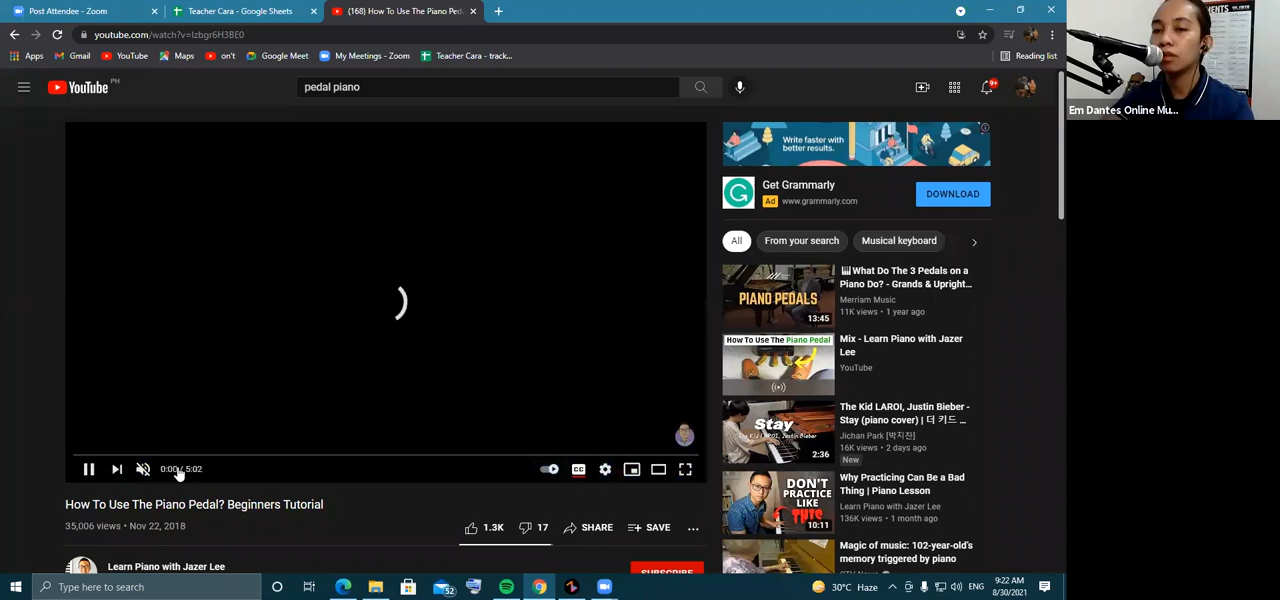 Post Attendee - Zoom
Teacher Cara - Google Sheets
(168) How To Use The Piano Ped
youtube.com/watch?v=Izbgr6H3BE0
Apps
Gmail
YouTube
Maps
on't
Google Meet
My Meetings - Zoom
Teacher Cara - track...
Reading list
YouTube PH
pedal piano
9+
Em Dantes Online Mu...
Write faster with
better results.
Get Grammarly
Ad www.grammarly.com
DOWNLOAD
All
From your search
Musical keyboard
PIANO PEDALS
13:45
What Do The 3 Pedals on a
Piano Do? - Grands & Upright...
Merriam Music
11K views • 1 year ago
How To Use The Piano Pedal
Mix - Learn Piano with Jazer
Lee
YouTube
Stay
The Kid LAROI, Justin Bieber
2:36
The Kid LAROI, Justin Bieber -
Stay (piano cover) | 더 키드 ...
Jichan Park [박지찬]
16K views • 2 days ago
New
DON'T
PRACTICE
LIKE
THIS
10:11
Why Practicing Can be a Bad
Thing | Piano Lesson
Learn Piano with Jazer Lee
136K views • 1 month ago
Magic of music: 102-year-old's
memory triggered by piano
0:00 / 5:02
CC
How To Use The Piano Pedal? Beginners Tutorial
35,006 views • Nov 22, 2018
1.3K
17
SHARE
SAVE
Learn Piano with Jazer Lee
SUBSCRIBE
Type here to search
52
30°C Haze
ENG
9:22 AM
8/30/2021